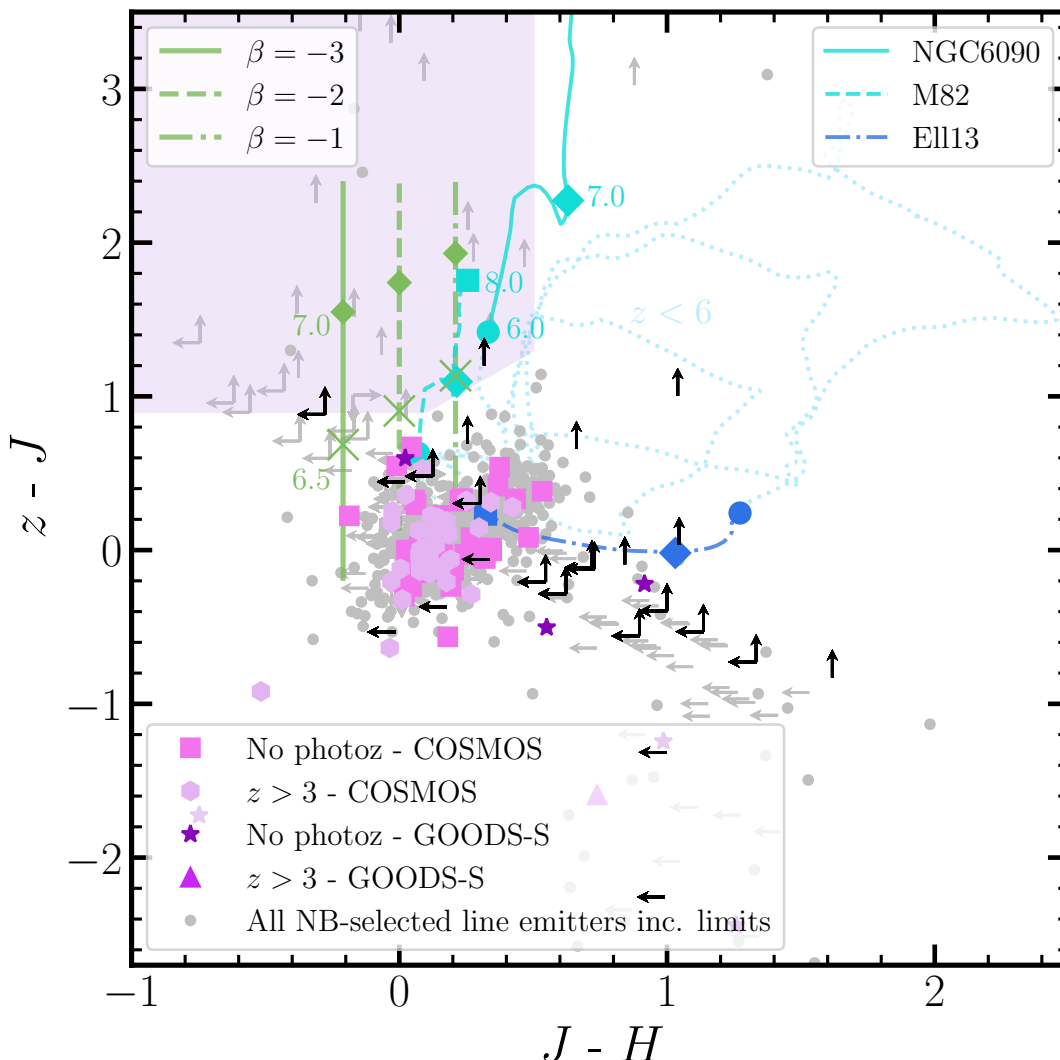 β = −3
β = −2
β = −1
NGC6090
M82
Ell13
7.0
8.0
6.0
7.0
6.5
z < 6
No photoz - COSMOS
z > 3 - COSMOS
No photoz - GOODS-S
z > 3 - GOODS-S
All NB-selected line emitters inc. limits
3
2
1
0
−1
−2
z - J
−1 0 1 2
J - H